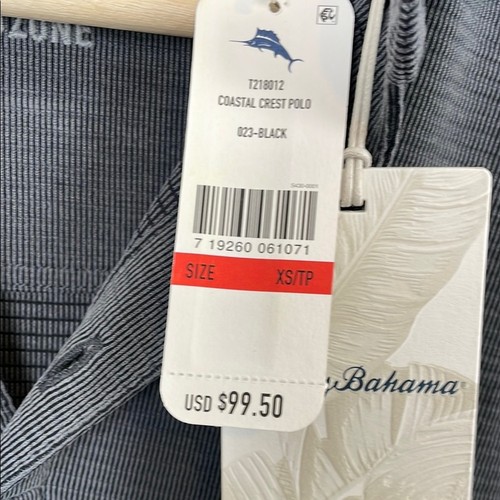 ZONE
T218012
COASTAL CREST POLO
023-BLACK
7 19260 061071
SIZE XS/TP
USD $99.50
y Bahama